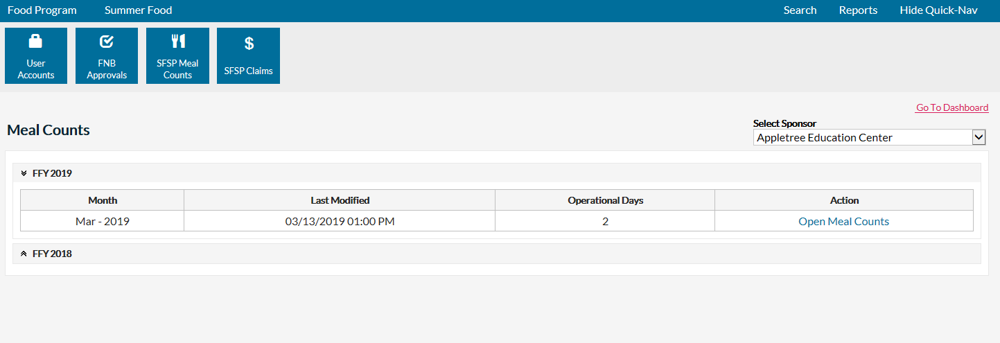 Food Program Summer Food Search Reports Hide Quick-Nav
User Accounts
FNB Approvals
SFSP Meal Counts
$
SFSP Claims
Go To Dashboard
Meal Counts
Select Sponsor
Appletree Education Center
FFY 2019
Month Last Modified Operational Days Action
Mar - 2019 03/13/2019 01:00 PM 2 Open Meal Counts
FFY 2018